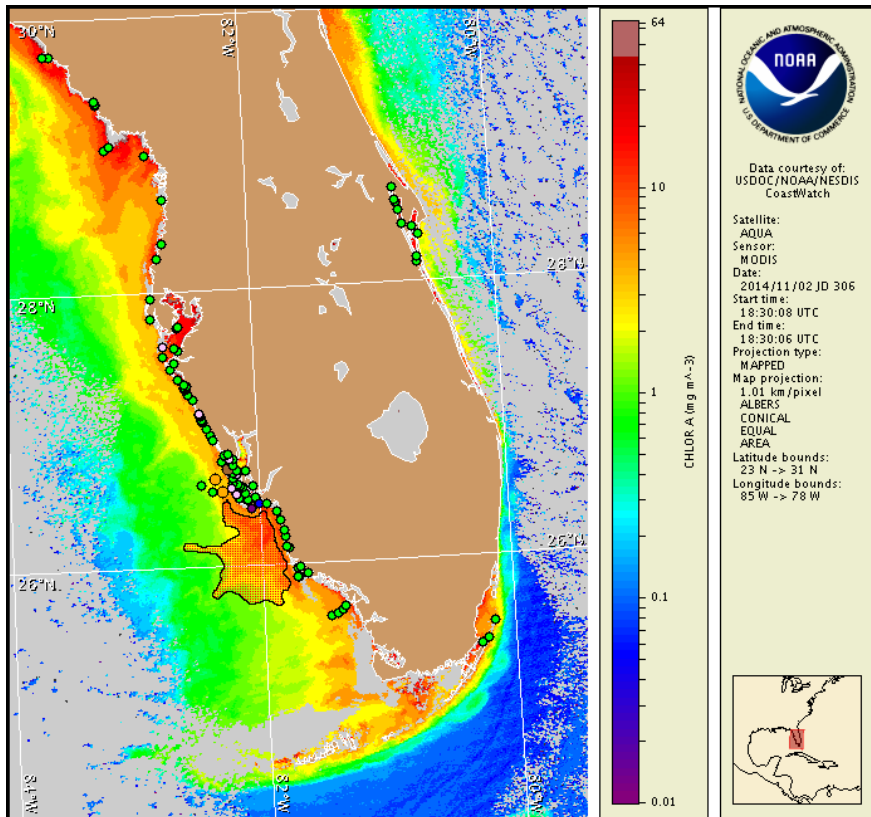 30°N
82°W
80°W
28°N
28°N
26°N
26°N
84°W
82°W
80°W
64
10
1
0.1
0.01
CHLOR A (mg m^-3)
NATIONAL OCEANIC AND ATMOSPHERIC ADMINISTRATION
NOAA
U.S. DEPARTMENT OF COMMERCE
Data courtesy of:
USDOC/NOAA/NESDIS
CoastWatch
Satellite:
AQUA
Sensor:
MODIS
Date:
2014/11/02 JD 306
Start time:
18:30:08 UTC
End time:
18:30:06 UTC
Projection type:
MAPPED
Map projection:
1.01 km/pixel
ALBERS
CONICAL
EQUAL
AREA
Latitude bounds:
23 N -> 31 N
Longitude bounds:
85 W -> 78 W